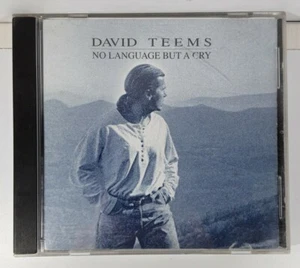 DAVID TEEMS
NO LANGUAGE BUT A CRY